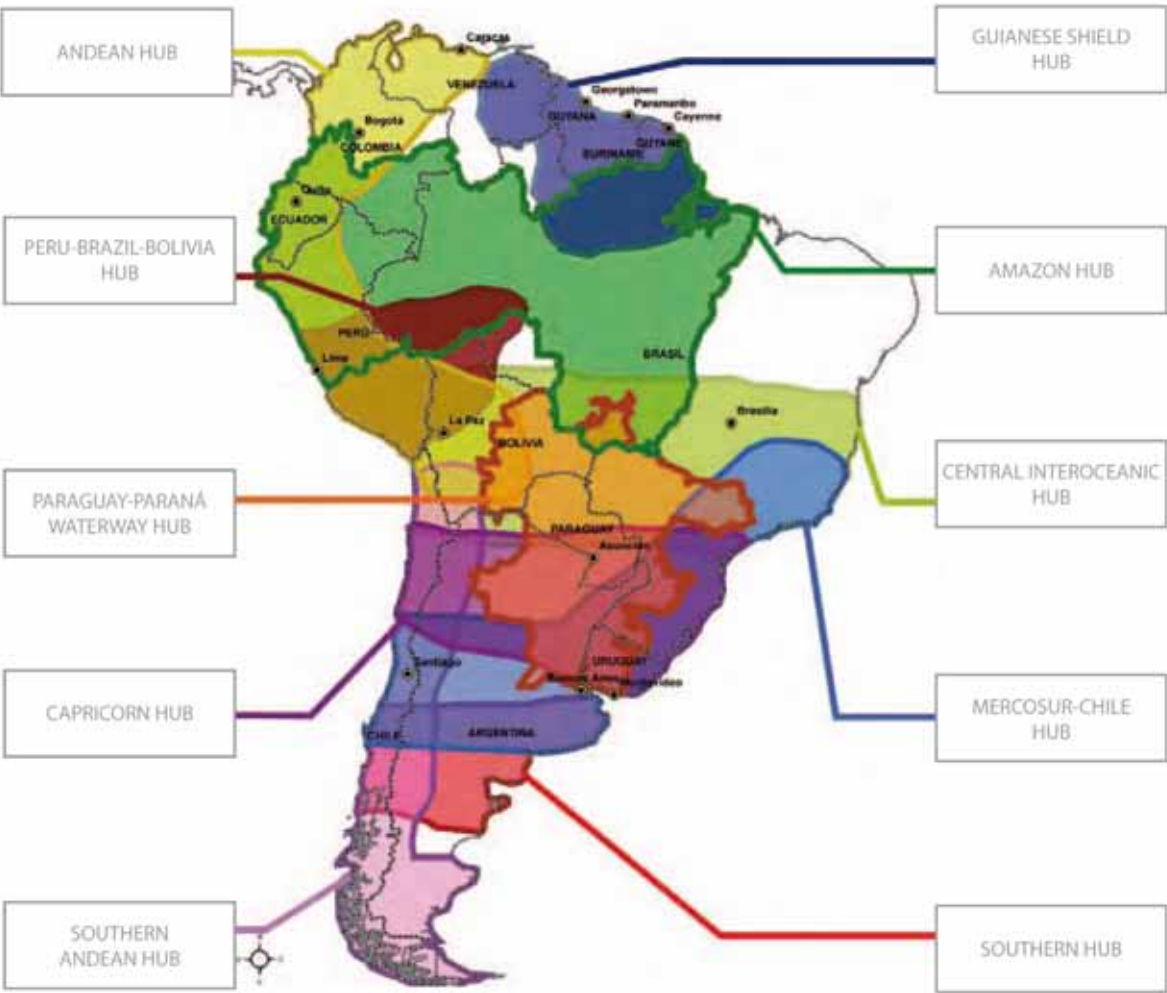 ANDEAN HUB
GUIANESE SHIELD
HUB
PERU-BRAZIL-BOLIVIA
HUB
AMAZON HUB
PARAGUAY-PARANÁ
WATERWAY HUB
CENTRAL INTEROCEANIC
HUB
CAPRICORN HUB
MERCOSUR-CHILE
HUB
SOUTHERN
ANDEAN HUB
SOUTHERN HUB
Caracas
VENEZUELA
Georgetown
GUYANA
Paramaribo
Cayenne
GUYANE
SURINAME
Bogota
COLOMBIA
Quito
ECUADOR
PERÚ
Lima
BRASIL
Brasilia
La Paz
BOLIVIA
PARAGUAY
Asunción
URUGUAY
Buenos Aires
Montevideo
Santiago
CHILE
ARGENTINA